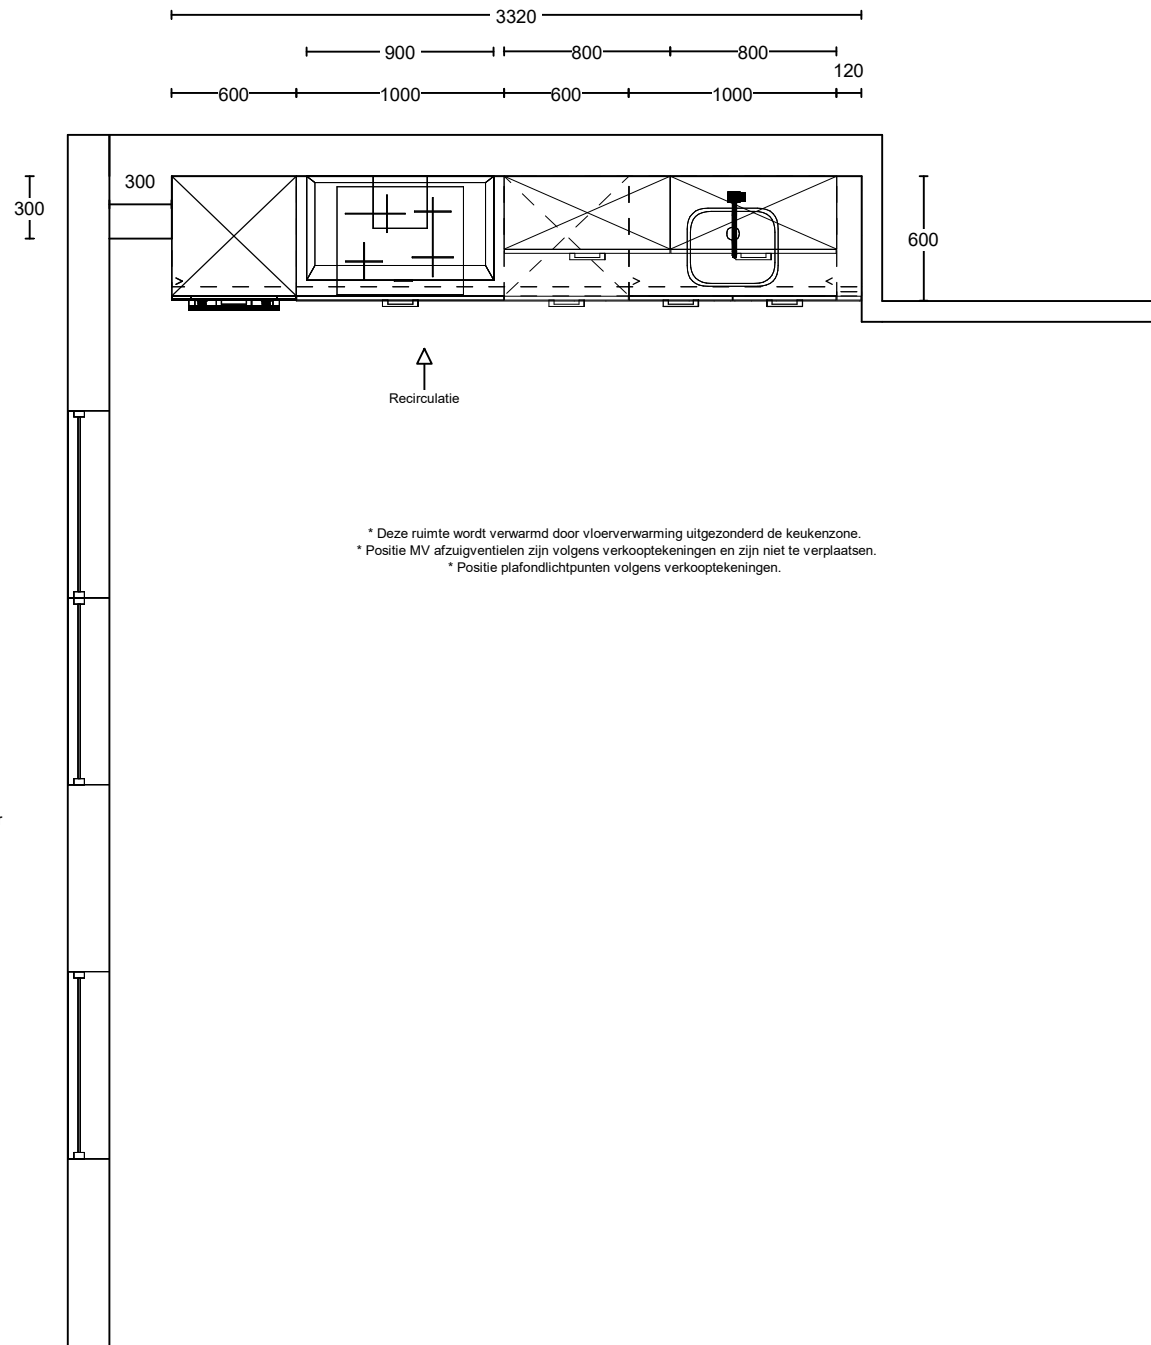 3320
900 800 800
120
600 1000 600 1000
300
300
600
Recirculatie
* Deze ruimte wordt verwarmd door vloerverwarming uitgezonderd de keukenzone.
* Positie MV afzuigventielen zijn volgens verkooptekeningen en zijn niet te verplaatsen.
* Positie plafondlichtpunten volgens verkooptekeningen.